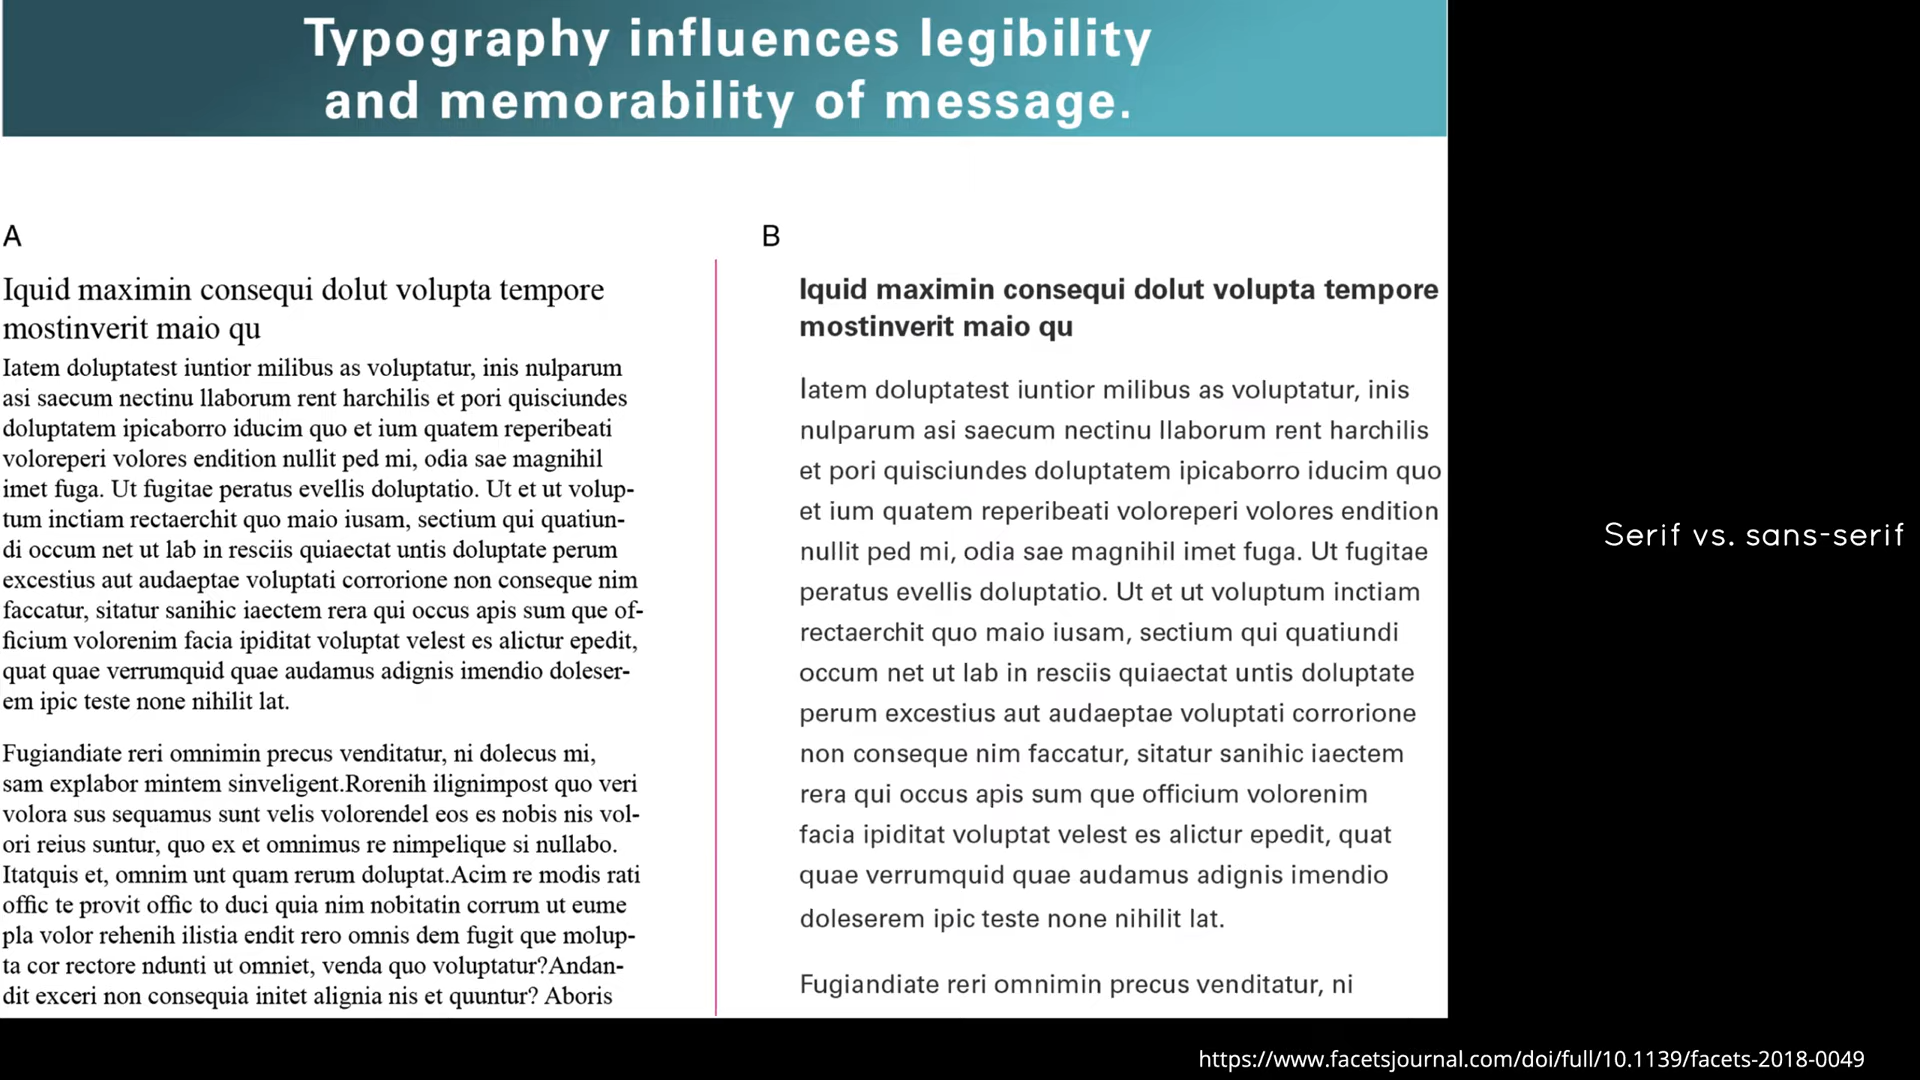 Typography influences legibility
and memorability of message.
A
Iquid maximin consequi dolut volupta tempore
mostinverit maio qu
Iatem doluptatest iuntior milibus as voluptatur, inis nulparum
asi saecum nectinu llaborum rent harchilis et pori quisciundes
doluptatem ipicaborro iducim quo et ium quatem reperibeati
voloreperi volores endition nullit ped mi, odia sae magnihil
imet fuga. Ut fugitae peratus evellis doluptatio. Ut et ut volup-
tum inctiam rectaerchit quo maio iusam, sectium qui quatiun-
di occum net ut lab in resciis quiaectat untis doluptate perum
excestius aut audaeptae voluptati corrorione non conseque nim
faccatur, sitatur sanihic iaectem rera qui occus apis sum que of-
ficium volorenim facia ipiditat voluptat velest es alictur epedit,
quat quae verrumquid quae audamus adignis imendio doleser-
em ipic teste none nihilit lat.
Fugiandiate reri omnimin precus venditatur, ni dolecus mi,
sam explabor mintem sinveligent.Rorenih ilignimpost quo veri
volora sus sequamus sunt velis volorendel eos es nobis nis vol-
ori reius suntur, quo ex et omnimus re nimpelique si nullabo.
Itatquis et, omnim unt quam rerum doluptat.Acim re modis rati
offic te provit offic to duci quia nim nobitatin corrum ut eume
pla volor rehenih ilistia endit rero omnis dem fugit que molup-
ta cor rectore ndunti ut omniet, venda quo voluptatur?Andan-
dit exceri non consequia initet alignia nis et quuntur? Aboris
B
Iquid maximin consequi dolut volupta tempore
mostinverit maio qu
Iatem doluptatest iuntior milibus as voluptatur, inis
nulparum asi saecum nectinu llaborum rent harchilis
et pori quisciundes doluptatem ipicaborro iducim quo
et ium quatem reperibeati voloreperi volores endition
nullit ped mi, odia sae magnihil imet fuga. Ut fugitae
peratus evellis doluptatio. Ut et ut voluptum inctiam
rectaerchit quo maio iusam, sectium qui quatiundi
occum net ut lab in resciis quiaectat untis doluptate
perum excestius aut audaeptae voluptati corrorione
non conseque nim faccatur, sitatur sanihic iaectem
rera qui occus apis sum que officium volorenim
facia ipiditat voluptat velest es alictur epedit, quat
quae verrumquid quae audamus adignis imendio
doleserem ipic teste none nihilit lat.
Fugiandiate reri omnimin precus venditatur, ni
Serif vs. sans-serif
https://www.facetsjournal.com/doi/full/10.1139/facets-2018-0049